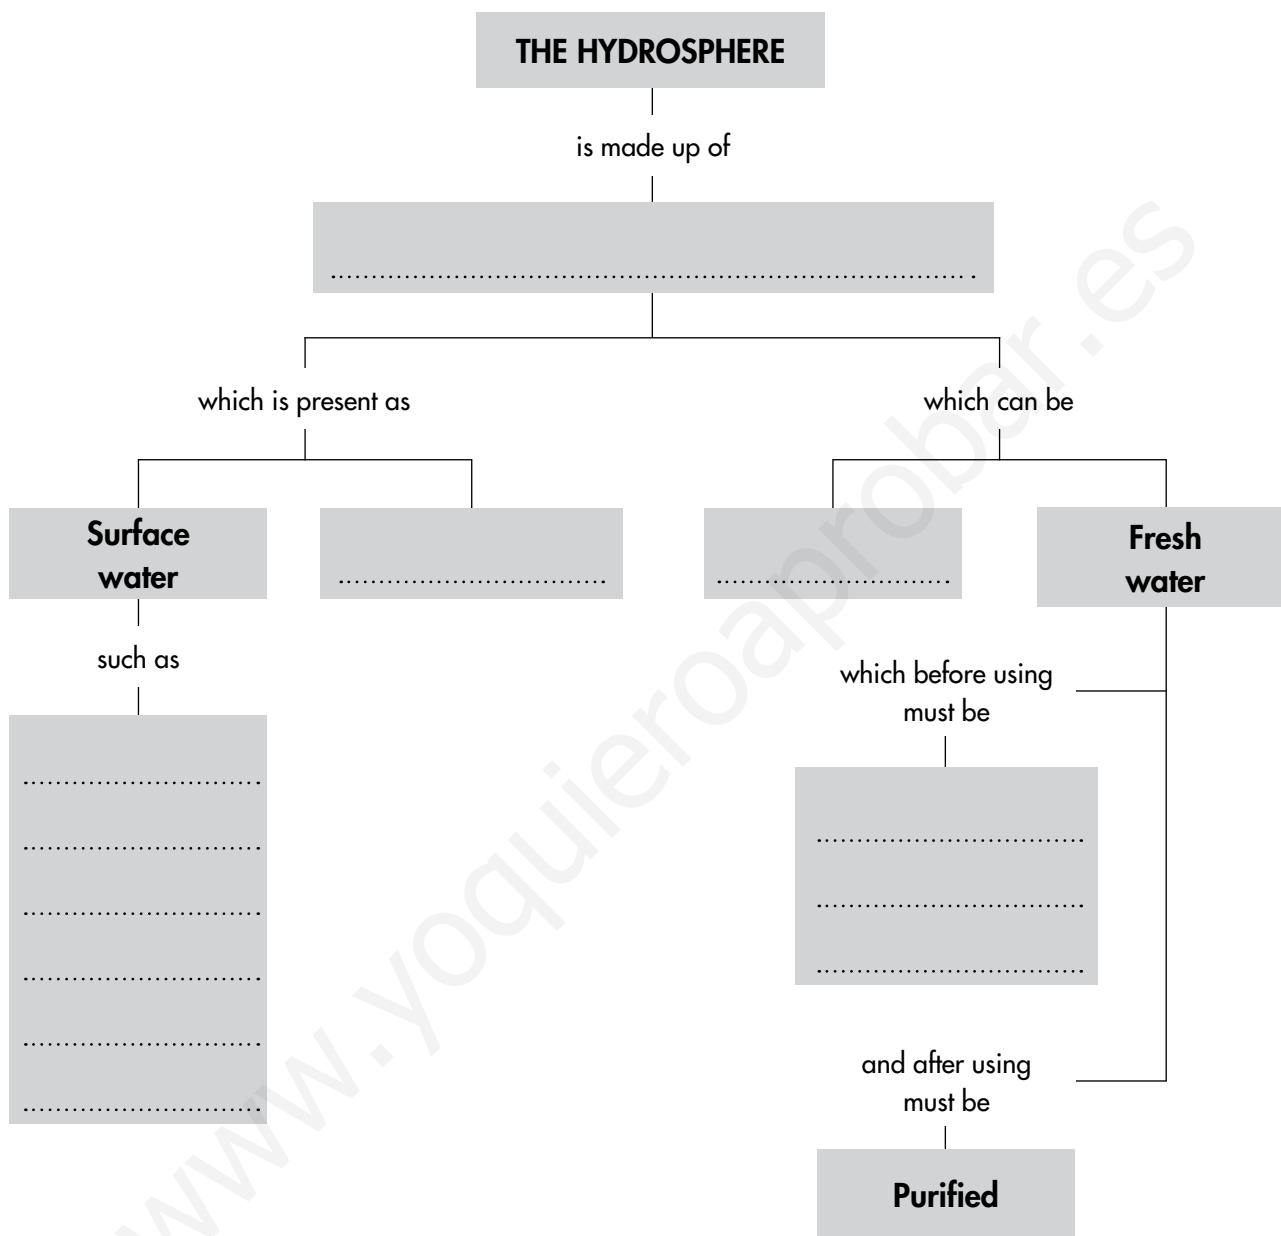 THE HYDROSPHERE
is made up of
which is present as
which can be
Surface
water
Fresh
water
such as
which before using
must be
and after using
must be
Purified
www.yoquieroaprobar.es